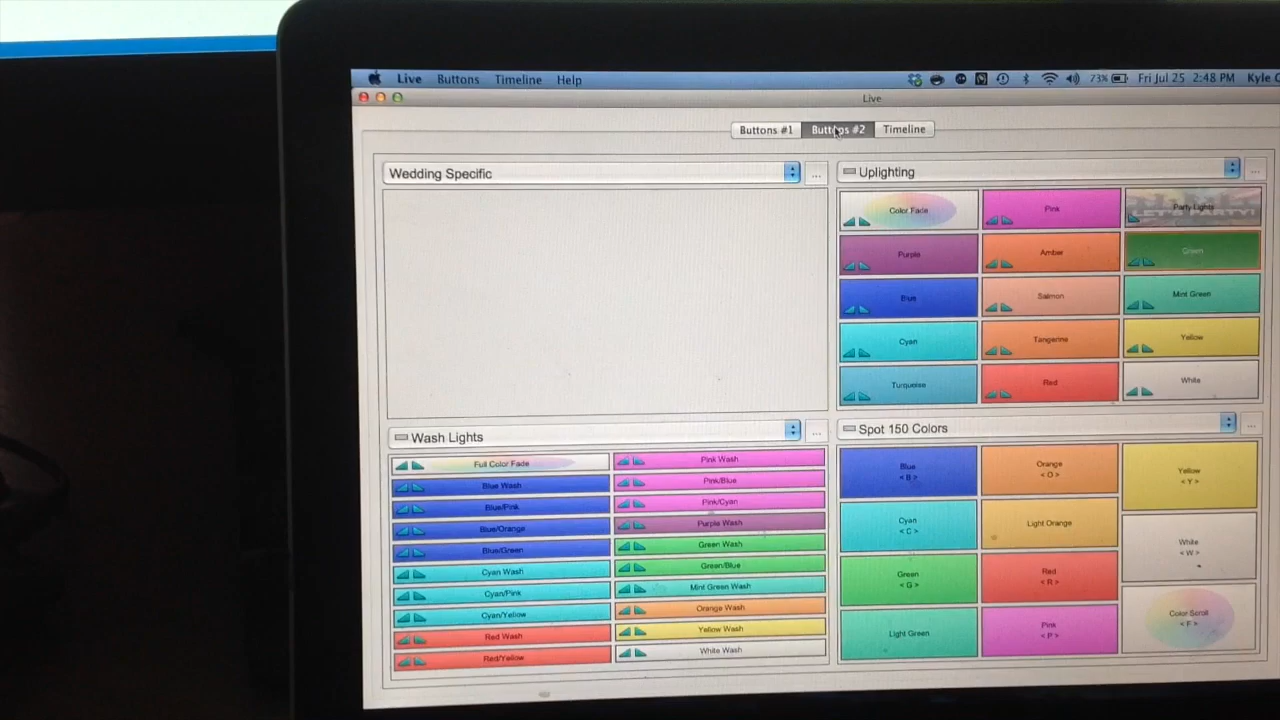 Live Buttons Timeline Help 73% Fri Jul 25 2:48 PM Kyle
Live
Buttons #1 Buttons #2 Timeline
Wedding Specific ...
Uplighting ...
Color Fade Pink Party Lights
LET'S PARTY!
Purple Amber Green
Blue Salmon Mint Green
Cyan Tangerine Yellow
Turquoise Red White
Wash Lights ...
Full Color Fade Pink Wash
Blue Wash Pink/Blue
Blue/Pink Pink/Cyan
Blue/Orange Purple Wash
Blue/Green Green Wash
Cyan Wash Green/Blue
Cyan/Pink Mint Green Wash
Cyan/Yellow Orange Wash
Red Wash Yellow Wash
Red/Yellow White Wash
Spot 150 Colors ...
Blue
< B >
Orange
< O >
Yellow
< Y >
Cyan
< C >
Light Orange
White
< W >
Green
< G >
Red
< R >
Light Green
Pink
< P >
Color Scroll
< F >